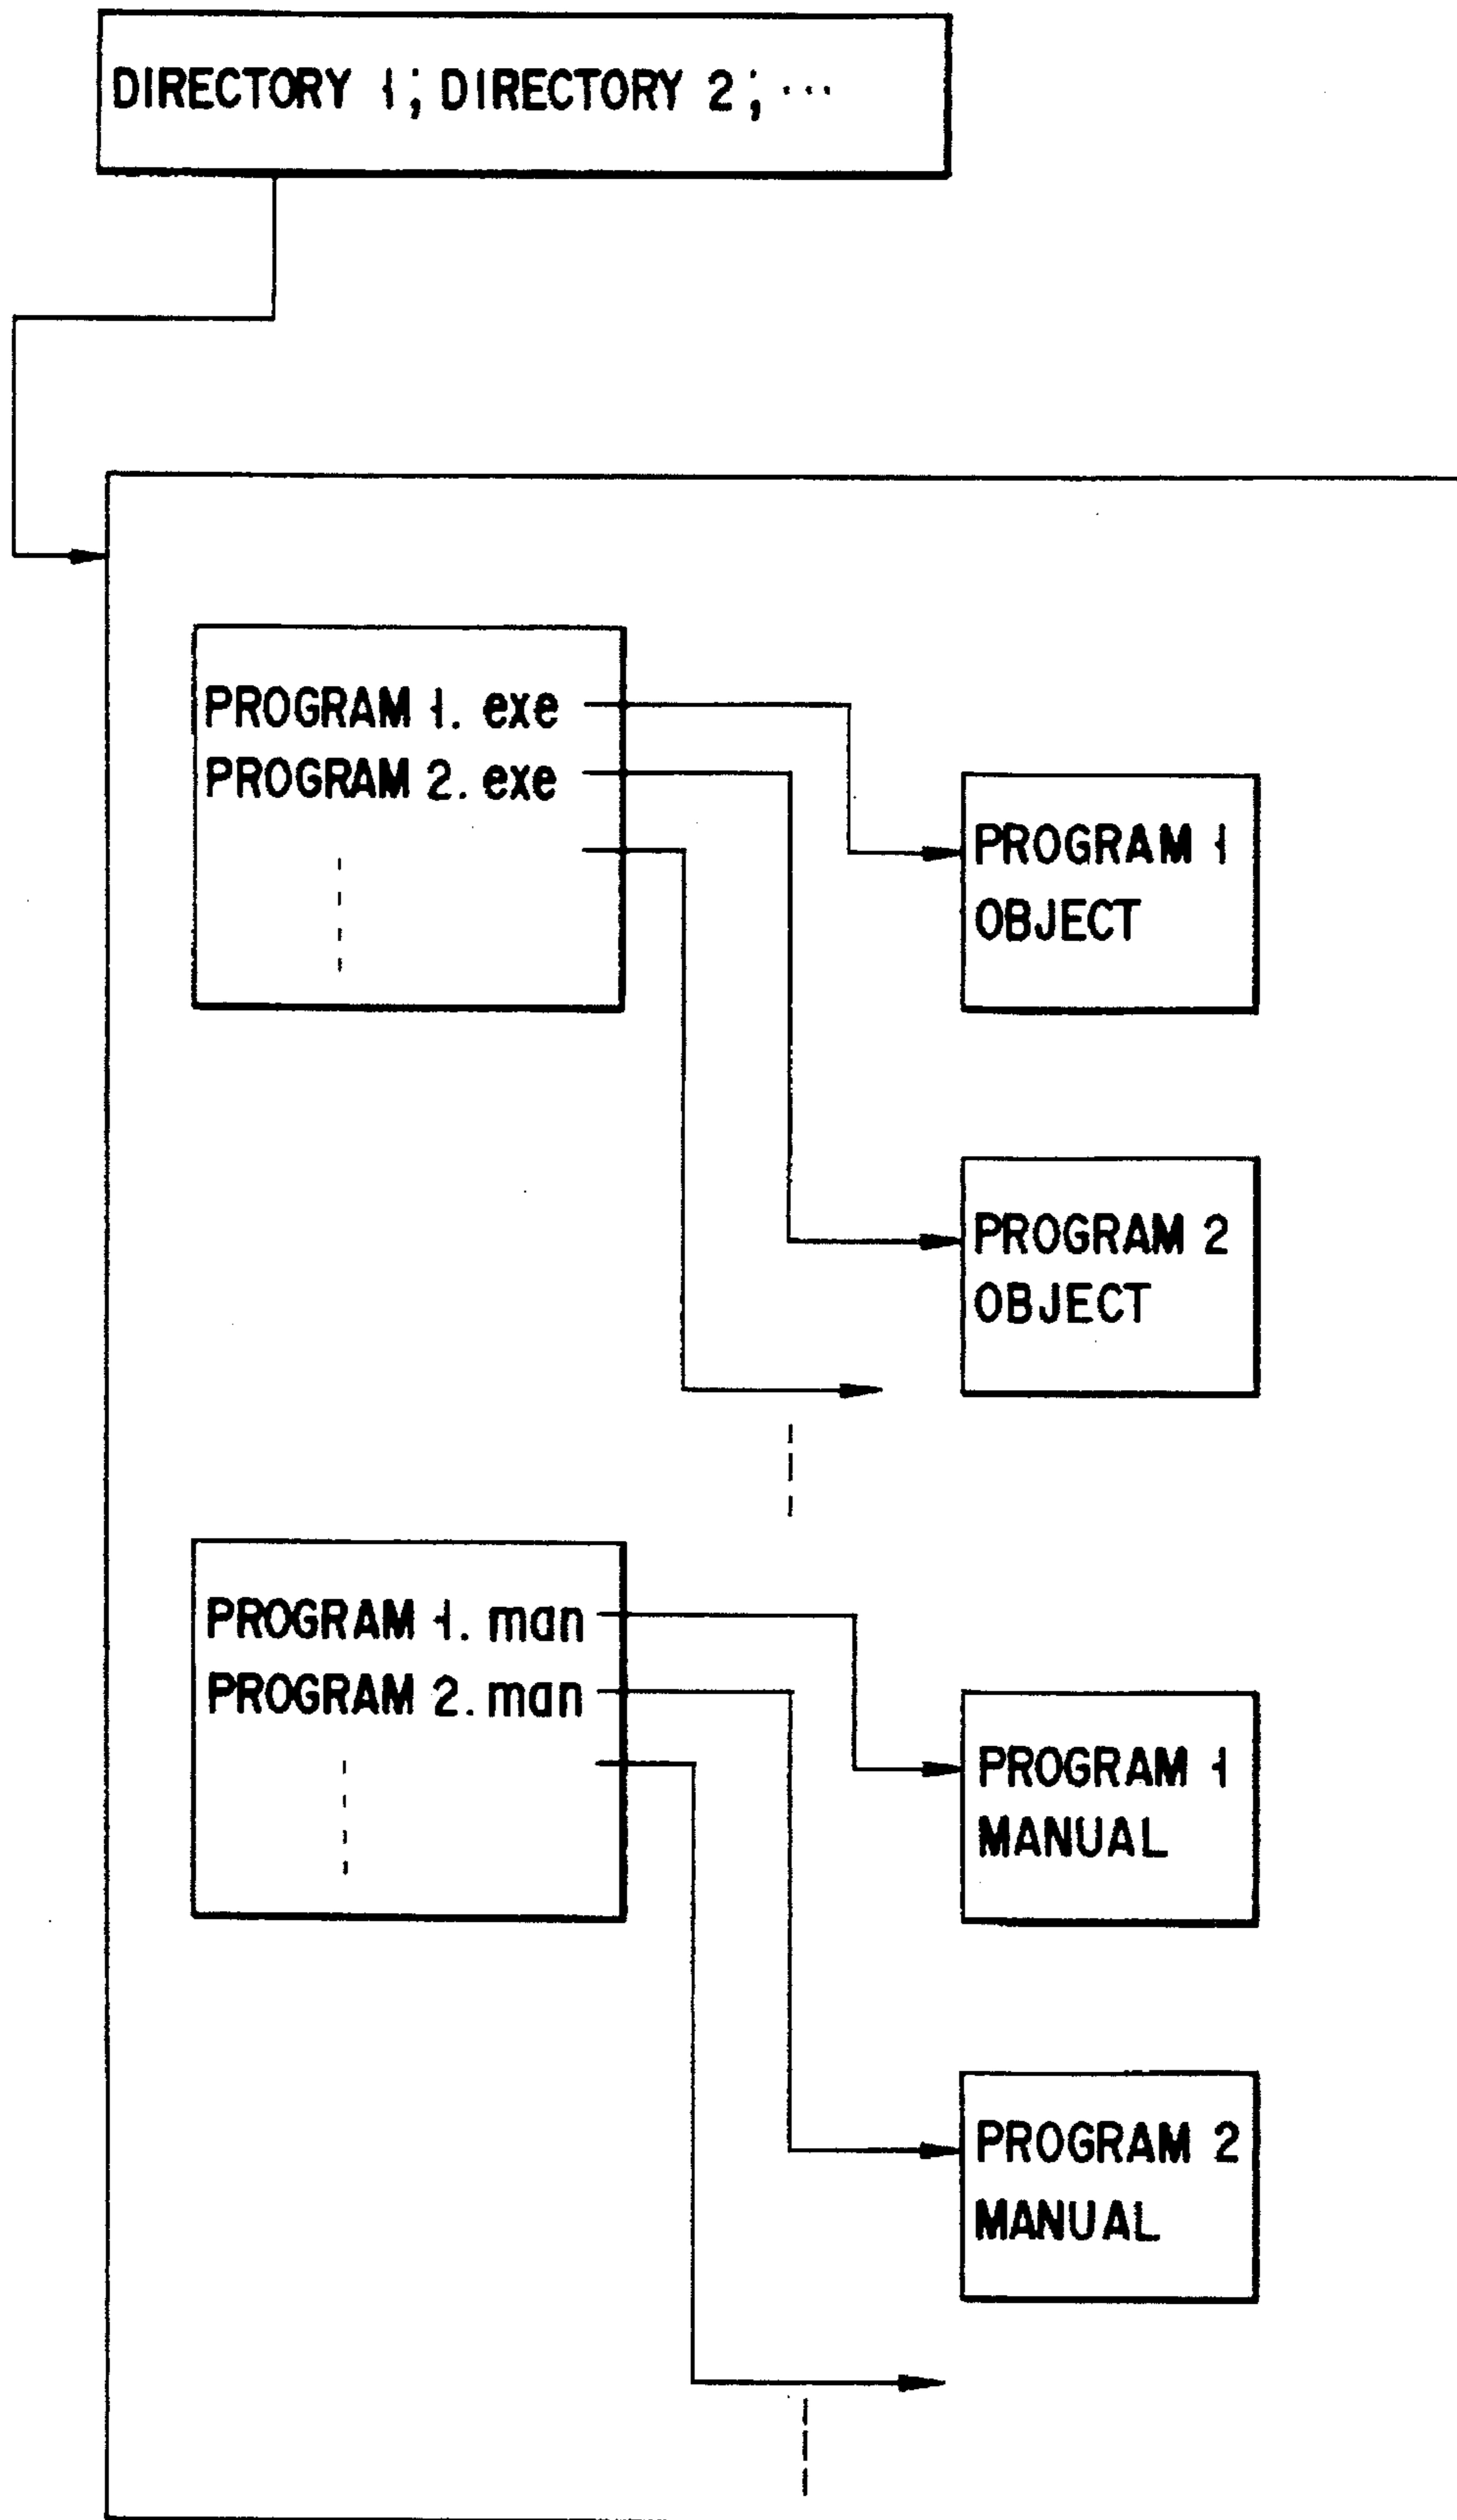 DIRECTORY 1; DIRECTORY 2; ...
PROGRAM 1. exe
PROGRAM 2. exe
PROGRAM 1
OBJECT
PROGRAM 2
OBJECT
PROGRAM 1. man
PROGRAM 2. man
PROGRAM 1
MANUAL
PROGRAM 2
MANUAL